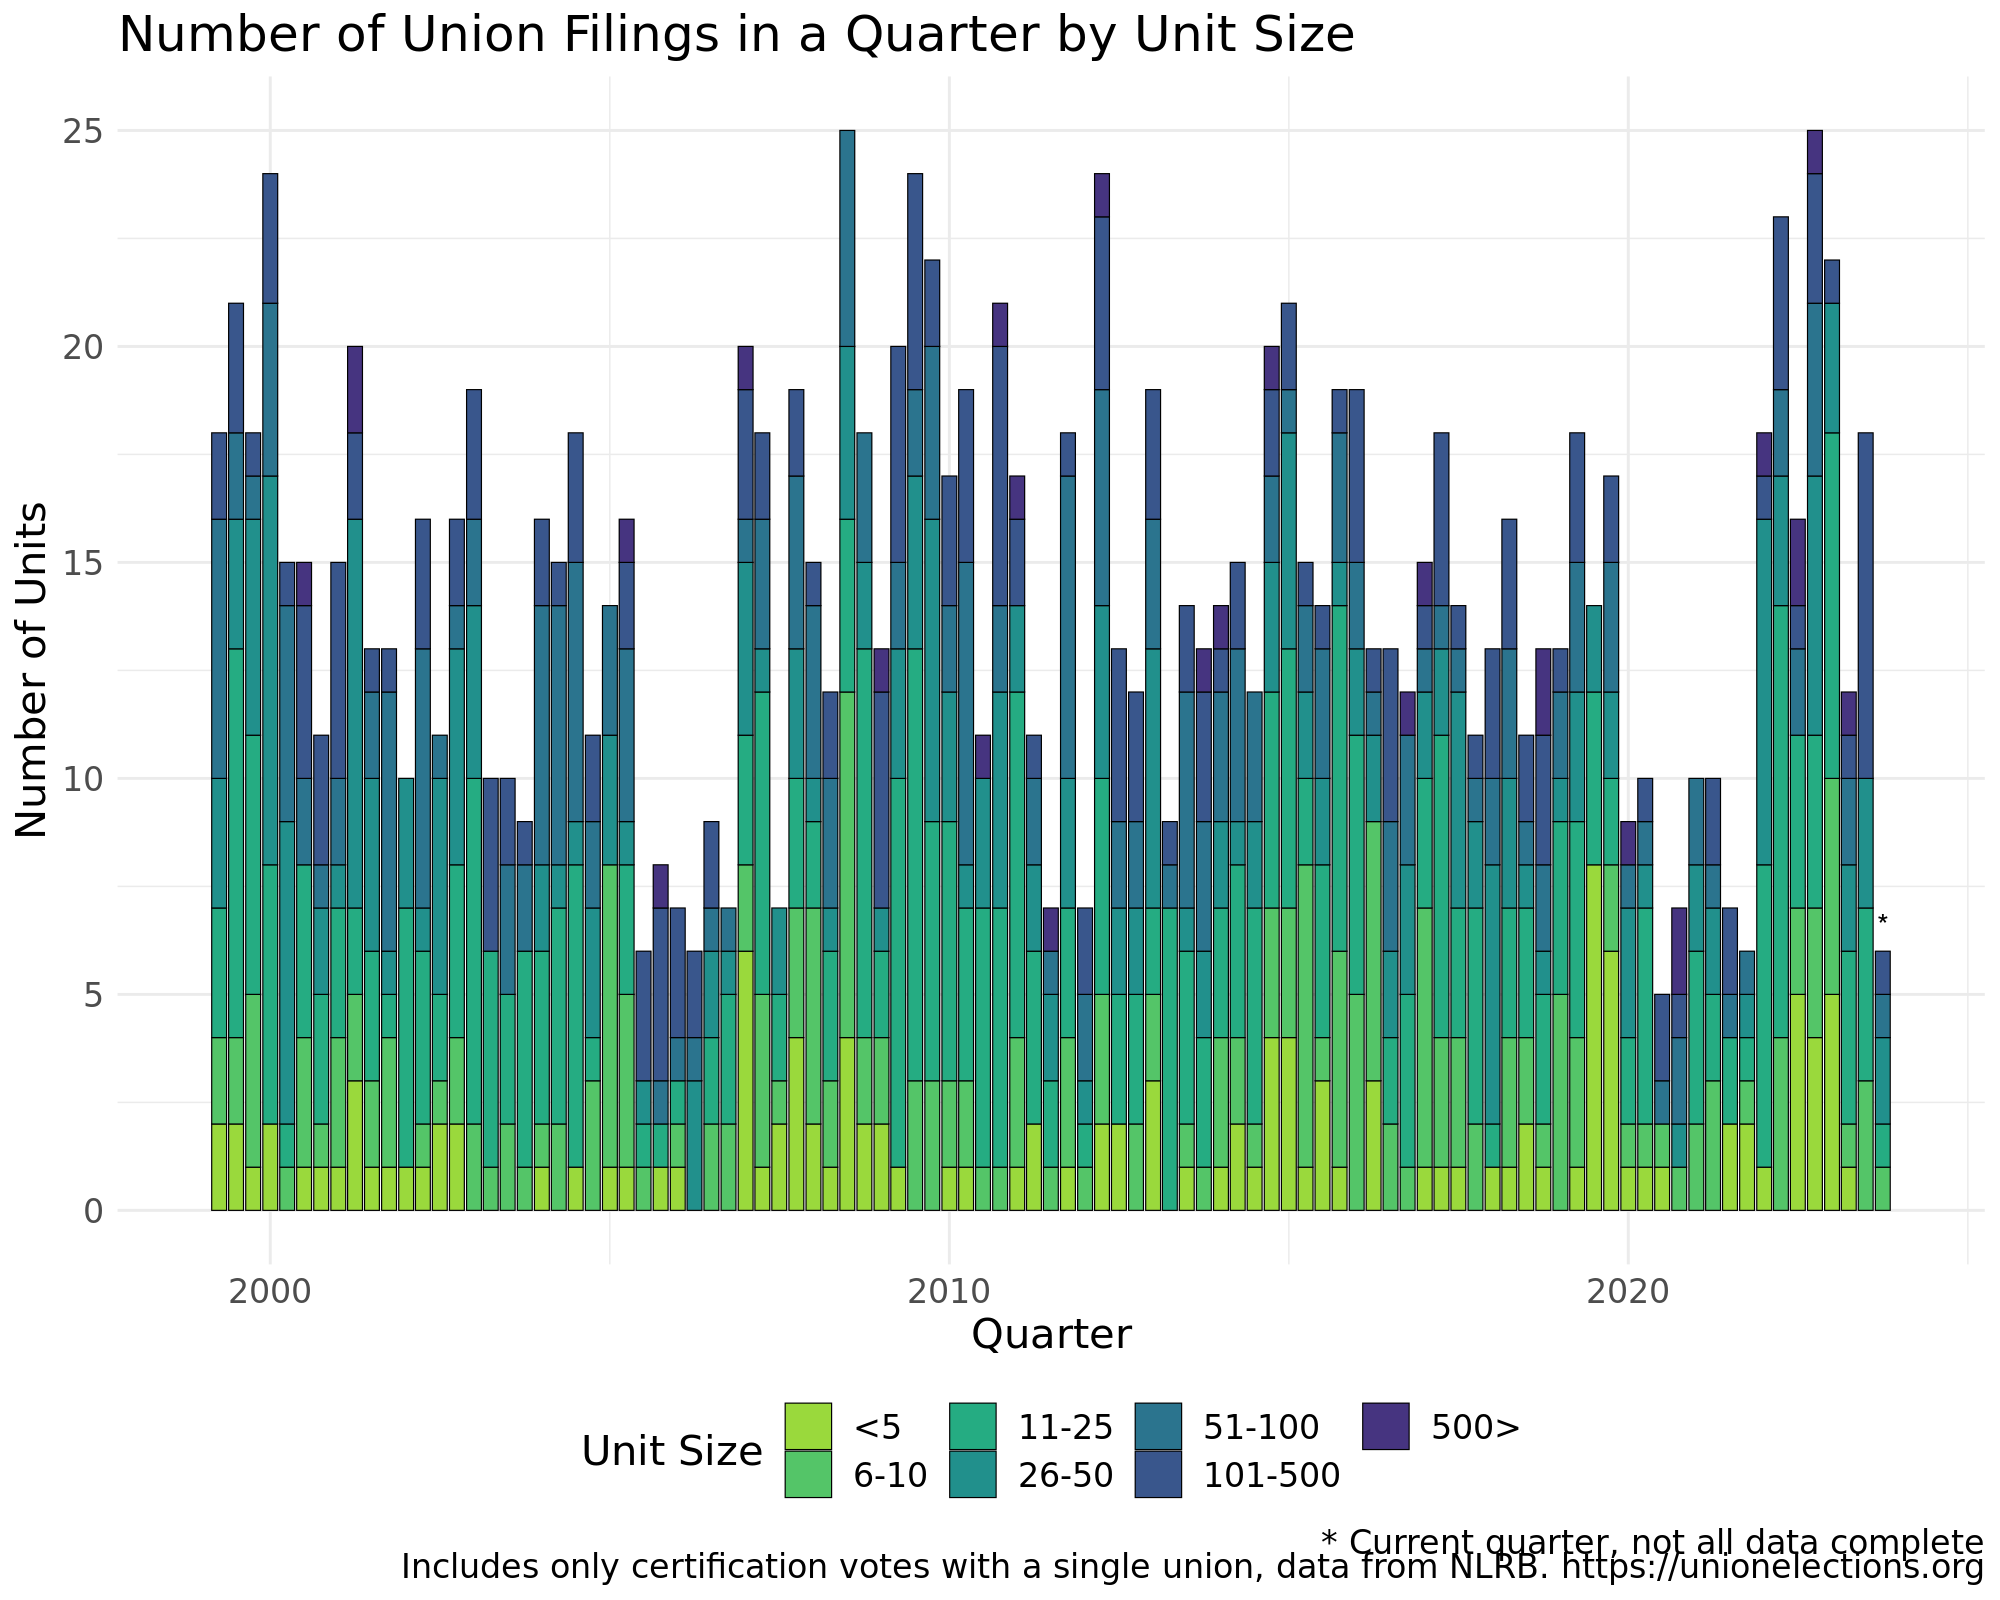 Number of Union Filings in a Quarter by Unit Size
Number of Units
25
20
15
10
5
0
*
2000 2010 2020
Quarter
Unit Size
<5 11-25 51-100 500>
6-10 26-50 101-500
* Current quarter, not all data complete
Includes only certification votes with a single union, data from NLRB. https://unionelections.org